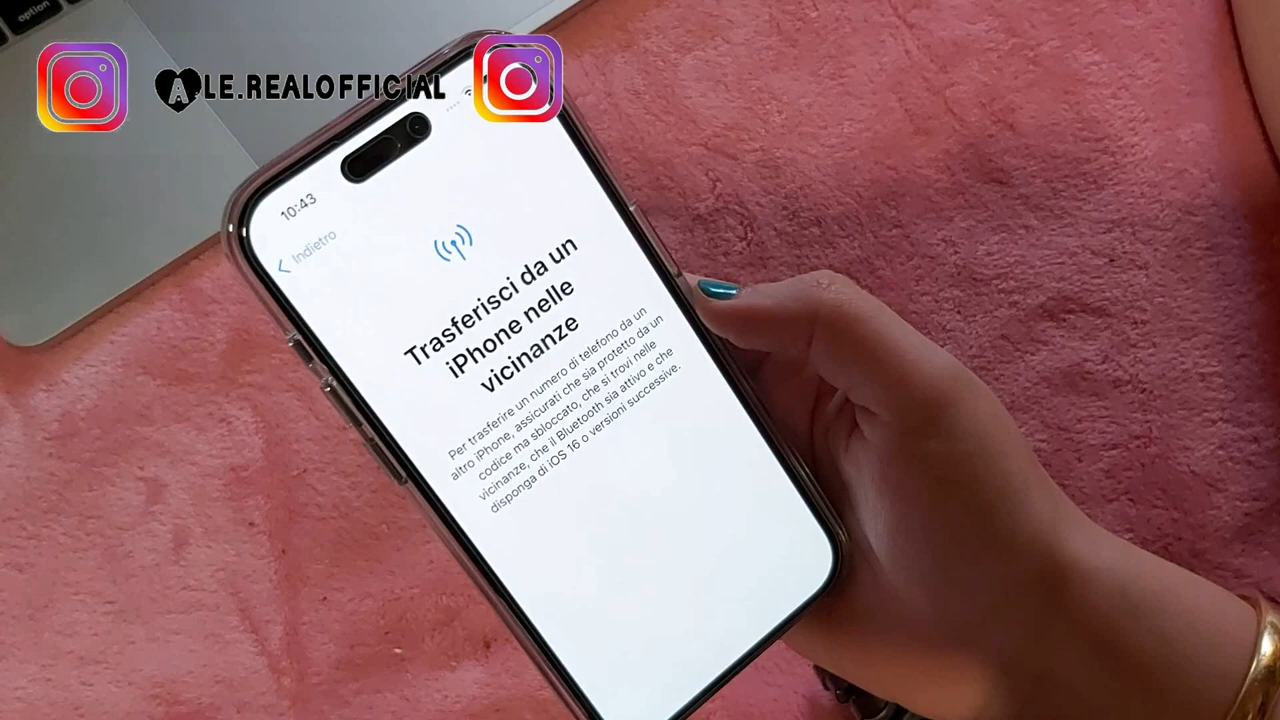 option
ALE.REALOFFICIAL
10:43
Indietro
Trasferisci da un
iPhone nelle
vicinanze
Per trasferire un numero di telefono da un
altro iPhone, assicurati che sia protetto da un
codice ma sbloccato, che si trovi nelle
vicinanze, che il Bluetooth sia attivo e che
disponga di iOS 16 o versioni successive.